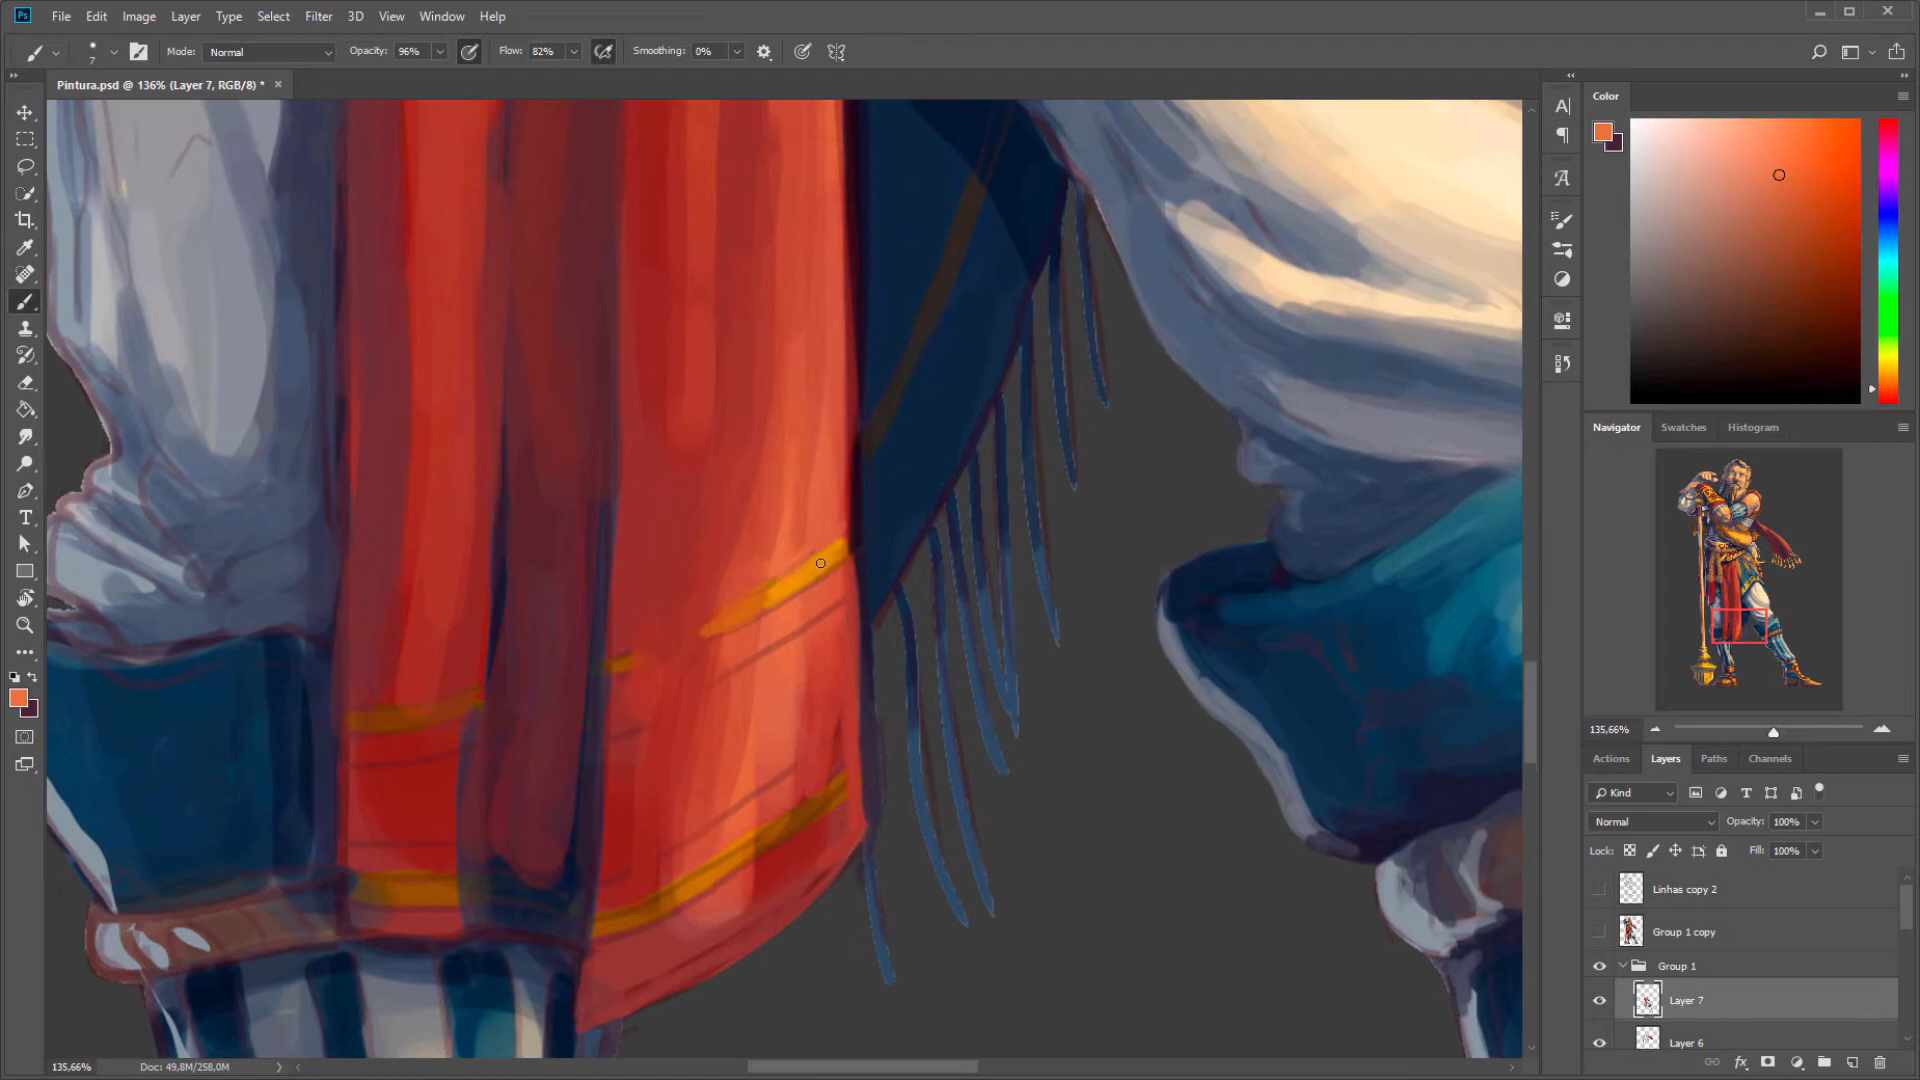 Ps File Edit Image Layer Type Select Filter 3D View Window Help
7 Mode: Normal Opacity: 96% Flow: 82% Smoothing: 0%
Pintura.psd @ 136% (Layer 7, RGB/8) *
Color
Navigator Swatches Histogram
135,66%
Actions Layers Paths Channels
Kind
Normal Opacity: 100%
Lock: Fill: 100%
Linhas copy 2
Group 1 copy
Group 1
Layer 7
Layer 6
135,66% Doc: 49,8M/258,0M